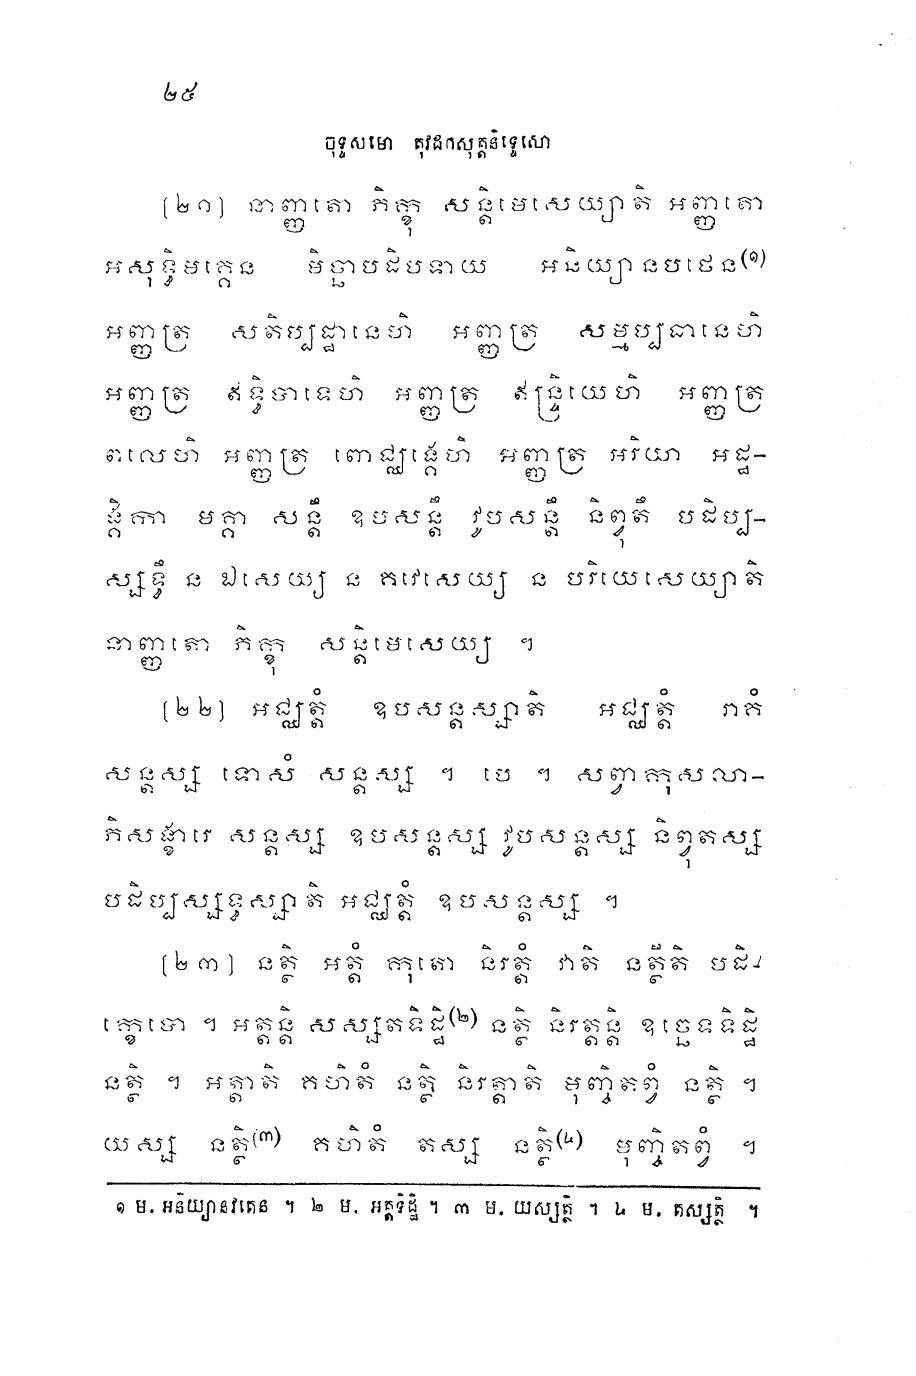 ២៥
ចុទ្ទសមោ តុវដកសុត្តនិទ្ទេសោ
(២១) នាញ្ញតោ ភិក្ខុ សន្តិមេសេយ្យាតិ អញ្ញតោ
អសុទ្ធិមគ្គេន មិច្ឆាបដិបទាយ អនិយ្យានបថេន(១)
អញ្ញត្រ សតិប្បដ្ឋានេហិ អញ្ញត្រ សម្មប្បធានេហិ
អញ្ញត្រ ឥទ្ធិបាទេហិ អញ្ញត្រ ឥន្ទ្រិយេហិ អញ្ញត្រ
ពលេហិ អញ្ញត្រ ពោជ្ឈង្គេហិ អញ្ញត្រ អរិយា អដ្ឋ-
ង្គិកា មគ្គា សន្តឹ ឧបសន្តឹ វូបសន្តឹ និព្វុតឹ បដិប្ប-
ស្សទ្ធឹ ន ឯសេយ្យ ន គវេសេយ្យ ន បរិយេសេយ្យាតិ
នាញ្ញតោ ភិក្ខុ សន្តិមេសេយ្យ ។
(២២) អជ្ឈត្តំ ឧបសន្តស្សាតិ អជ្ឈត្តំ រាគំ
សន្តស្ស ទោសំ សន្តស្ស ។ បេ ។ សព្វាកុសលា-
ភិសង្ខារេ សន្តស្ស ឧបសន្តស្ស វូបសន្តស្ស និព្វុតស្ស
បដិប្បស្សទ្ធស្សាតិ អជ្ឈត្តំ ឧបសន្តស្ស ។
(២៣) នត្ថិ អត្តំ កុតោ និរត្តំ វាតិ នត្ថីតិ បដិ-
ក្ខេបោ ។ អត្តន្តិ សស្សតទិដ្ឋិ(២) នត្ថិ និរត្តន្តិ ឧច្ឆេទទិដ្ឋិ
នត្ថិ ។ អត្តាតិ គហិតំ នត្ថិ និរត្តាតិ មុញ្ចិតព្វំ នត្ថិ ។
យស្ស នត្ថិ(៣) គហិតំ តស្ស នត្ថិ(៤) មុញ្ចិតព្វំ ។
១ ម. អនិយ្យានវតេន ។ ២ ម. អត្តទិដ្ឋិ ។ ៣ ម. យស្សត្ថិ ។ ៤ ម. តស្សត្ថិ ។